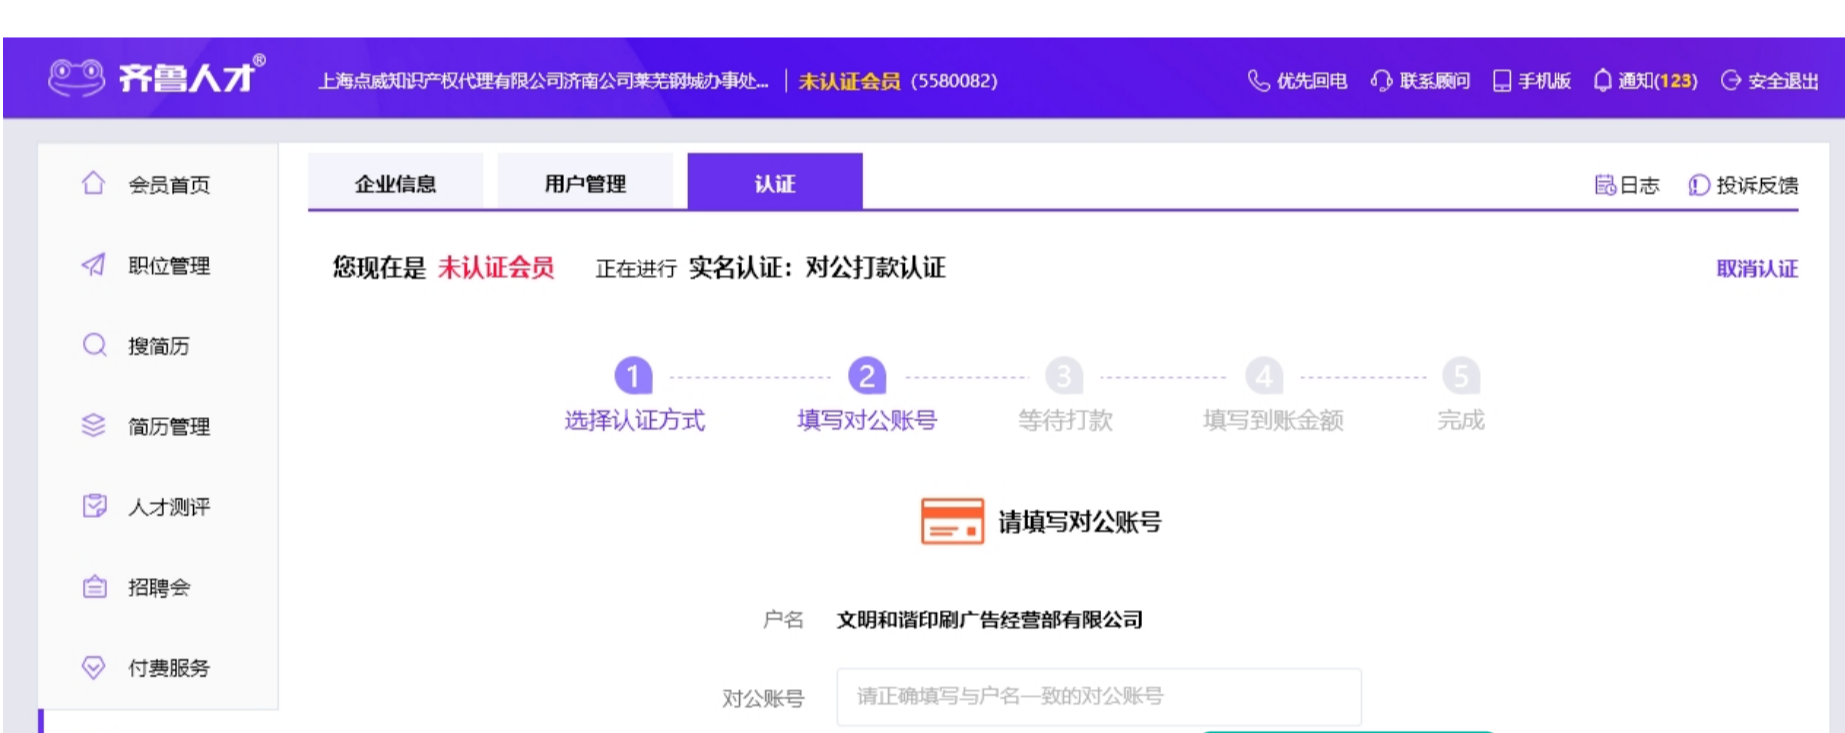 齐鲁人才®
上海点威知识产权代理有限公司济南公司莱芜钢城办事处... | 未认证会员 (5580082)
优先回电 联系顾问 手机版 通知(123) 安全退出
会员首页
职位管理
搜简历
简历管理
人才测评
招聘会
付费服务
企业信息 用户管理 认证
日志 投诉反馈
您现在是 未认证会员 正在进行 实名认证：对公打款认证
取消认证
1 2 3 4 5
选择认证方式 填写对公账号 等待打款 填写到账金额 完成
请填写对公账号
户名 文明和谐印刷广告经营部有限公司
对公账号 请正确填写与户名一致的对公账号